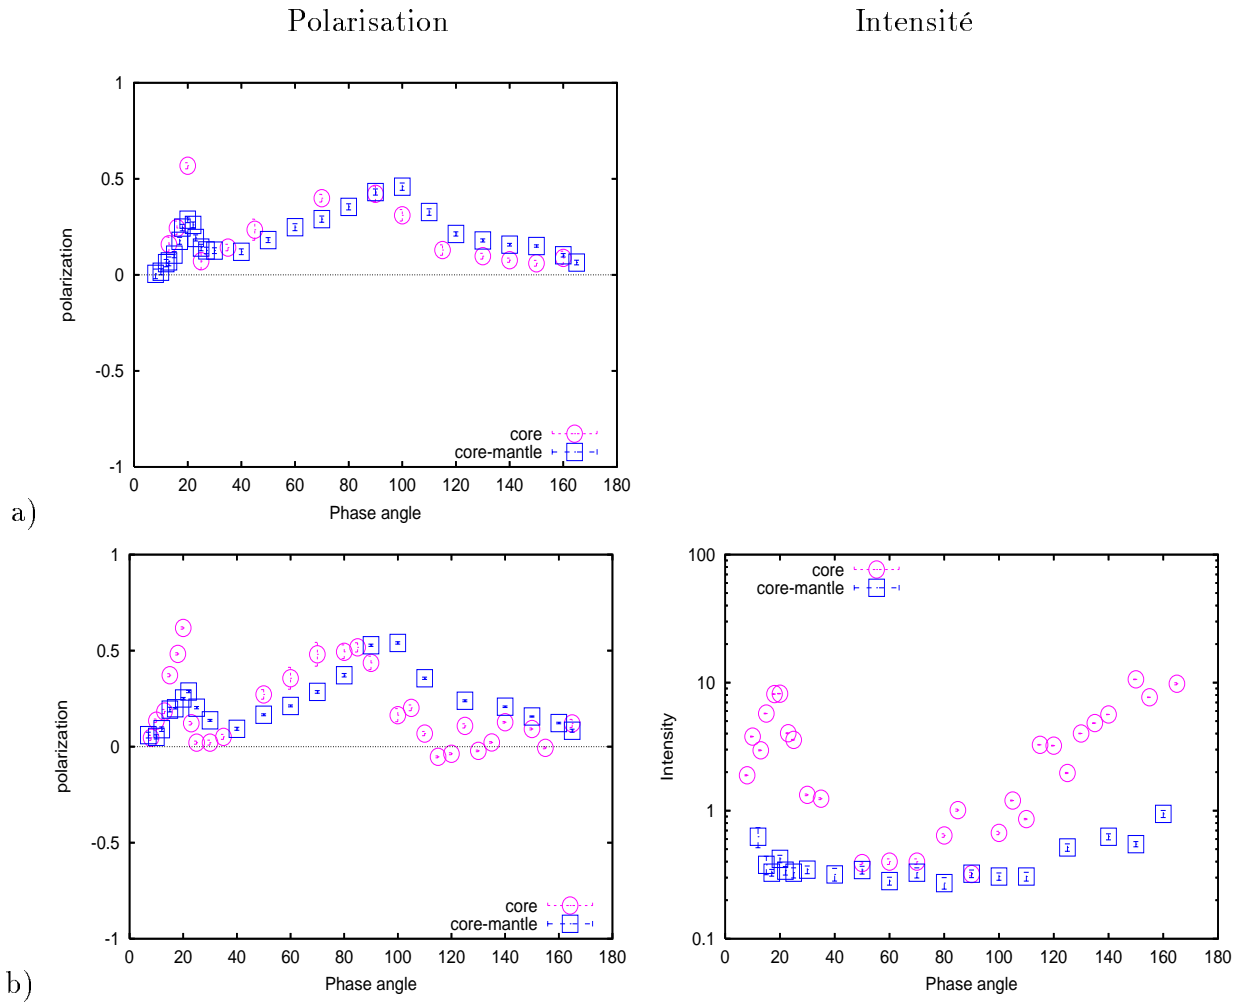 Polarisation Intensité
1
0.5
0
-0.5
-1
polarization
core
core-mantle
0 20 40 60 80 100 120 140 160 180
Phase angle
a)
1
0.5
0
-0.5
-1
polarization
core
core-mantle
0 20 40 60 80 100 120 140 160 180
Phase angle
100
10
1
0.1
Intensity
core
core-mantle
0 20 40 60 80 100 120 140 160 180
Phase angle
b)